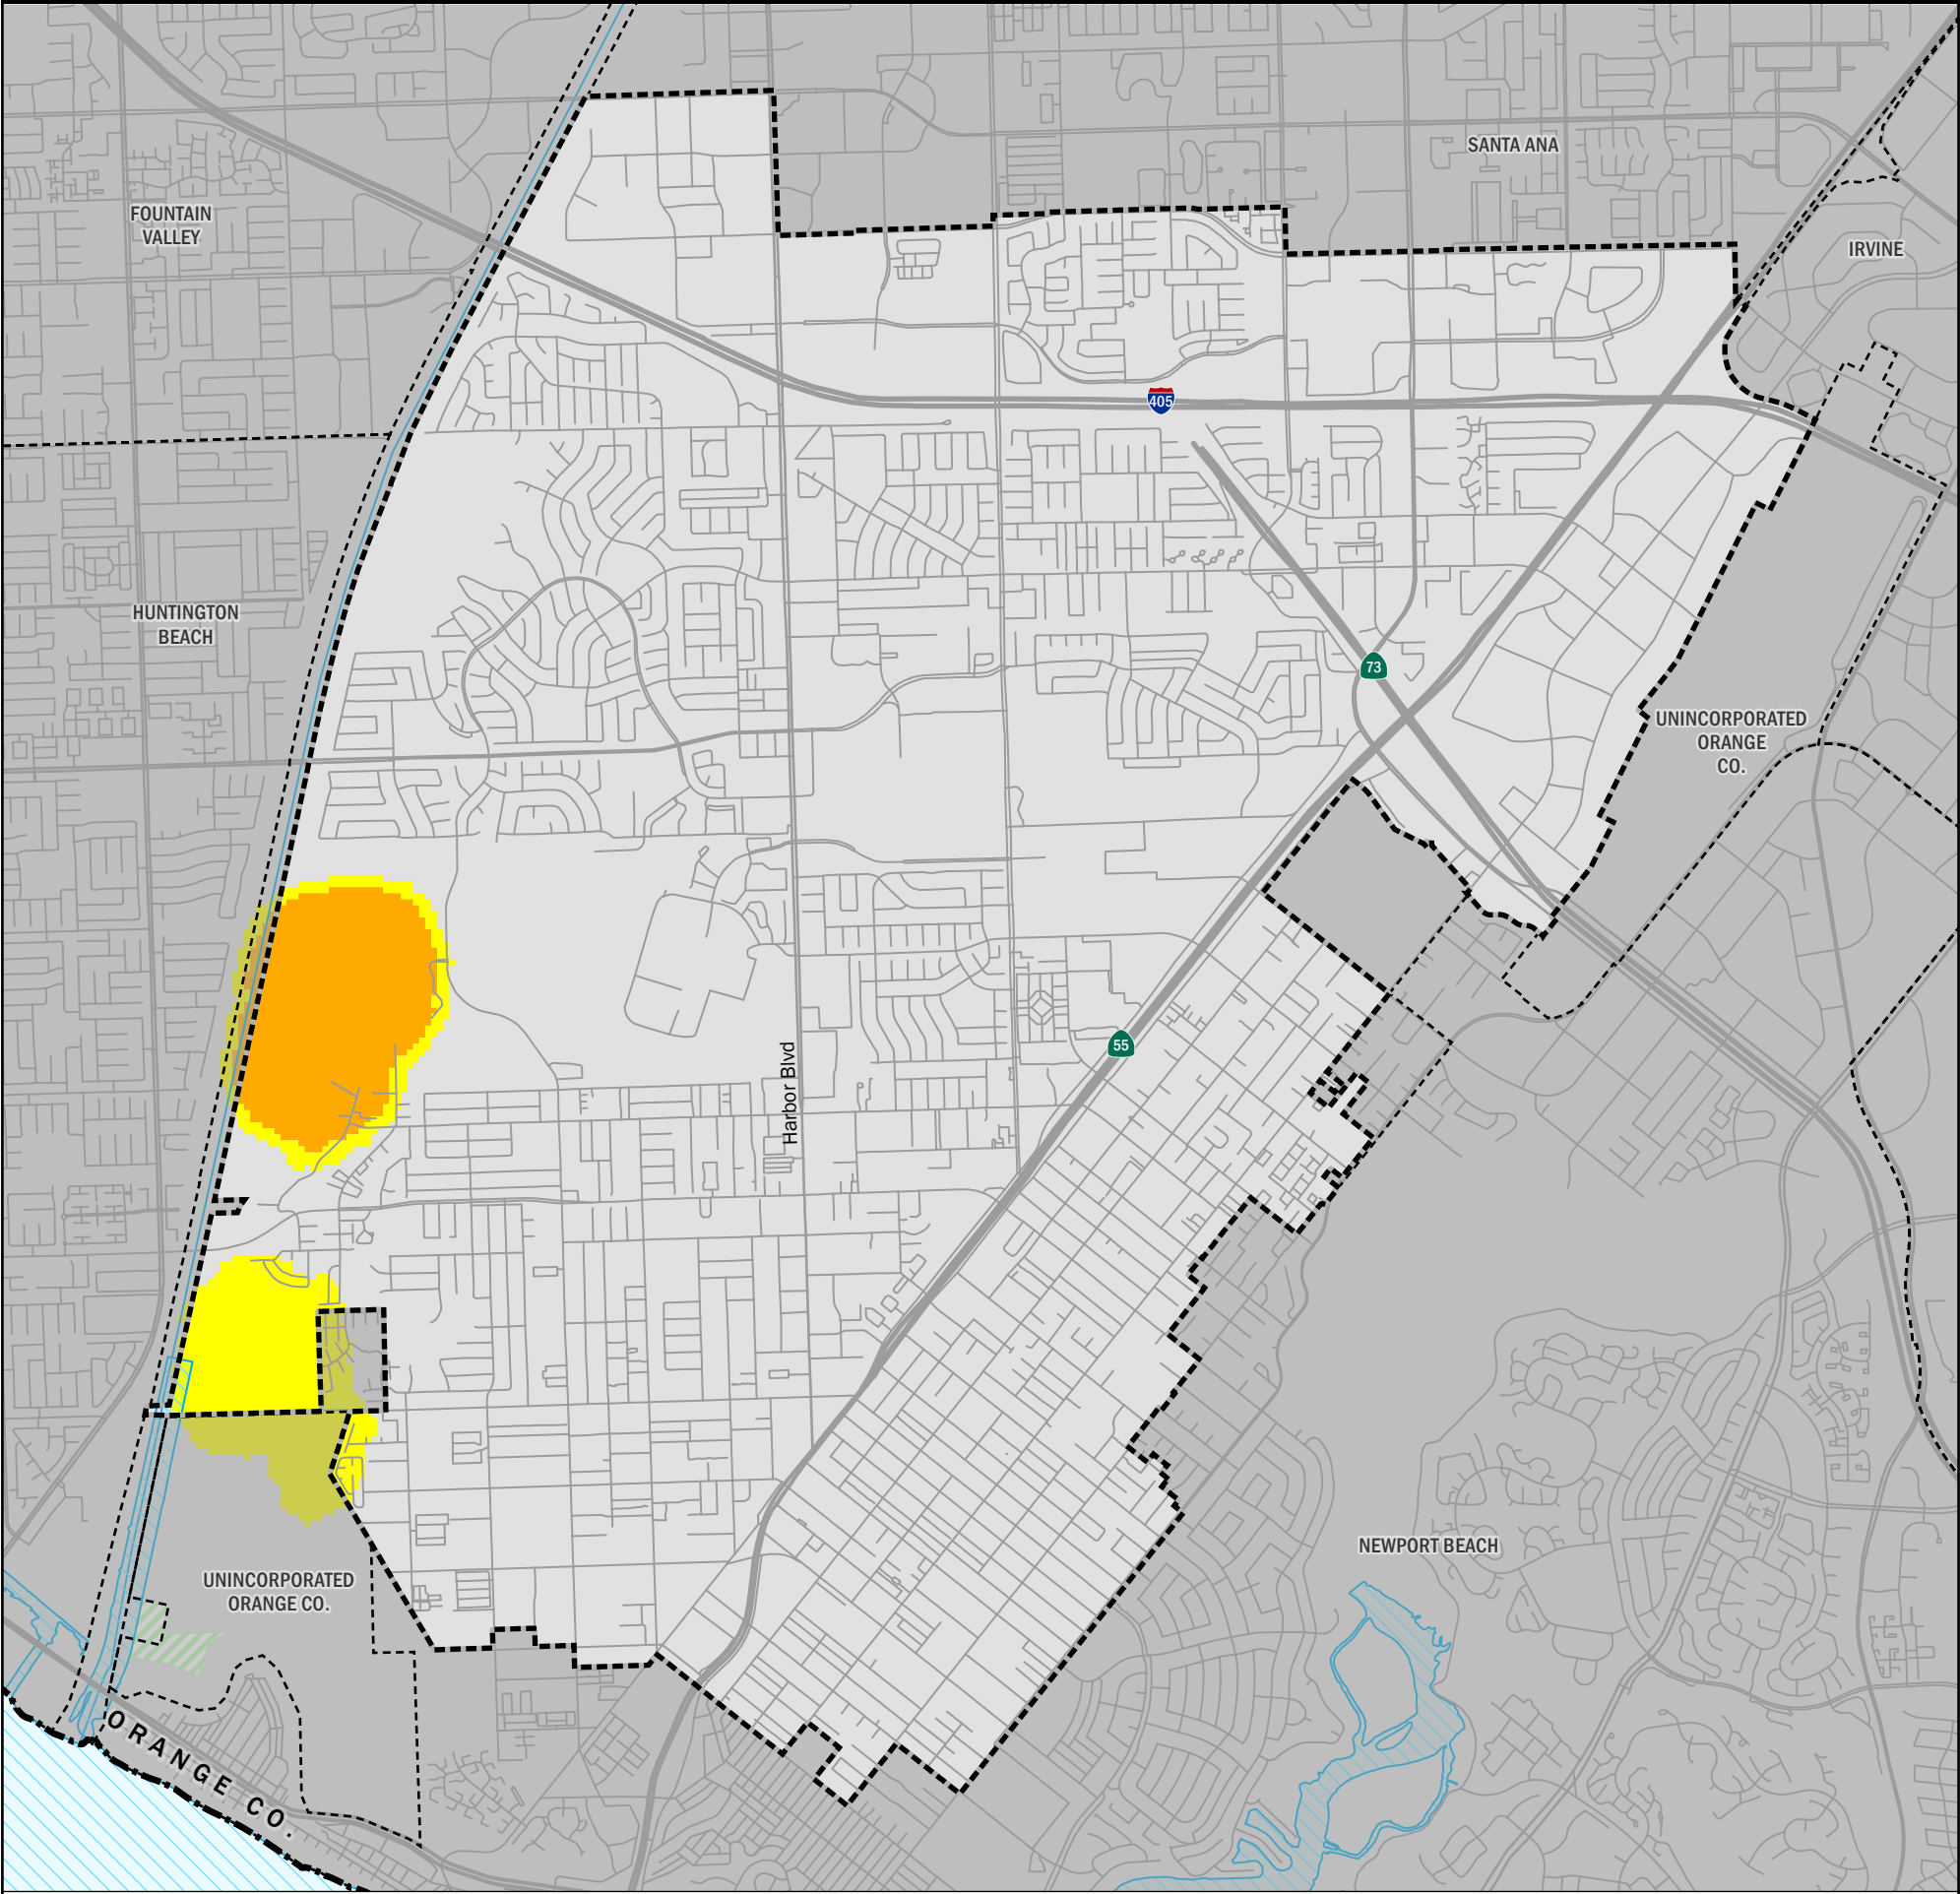 SANTA ANA
FOUNTAIN
VALLEY
IRVINE
405
HUNTINGTON
BEACH
73
UNINCORPORATED
ORANGE
CO.
55
Harbor Blvd
NEWPORT BEACH
UNINCORPORATED
ORANGE CO.
ORANGE CO.